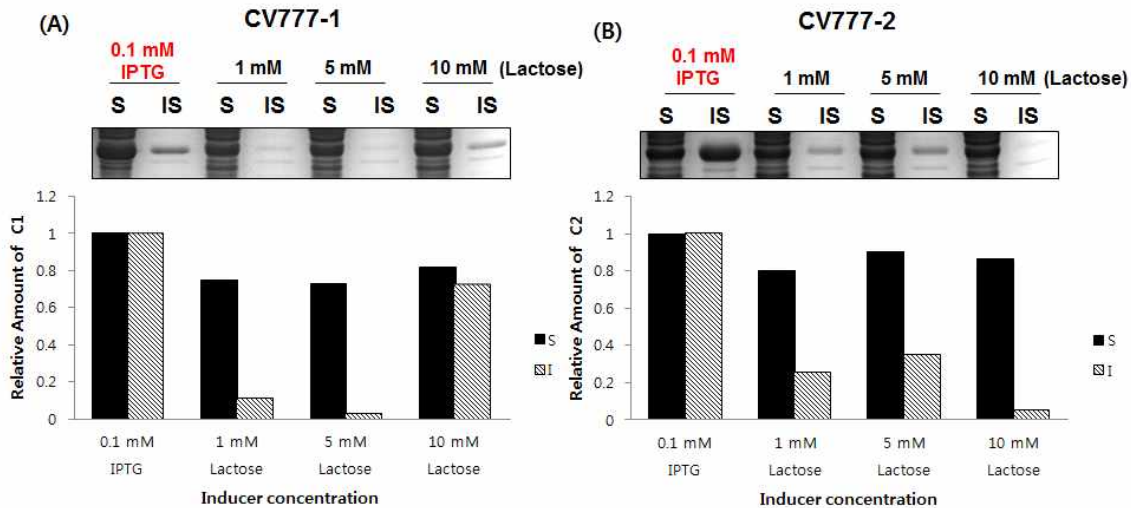 (A)
CV777-1
0.1 mM
IPTG
1 mM
5 mM
10 mM (Lactose)
S IS S IS S IS S IS
Relative Amount of C1
1.2
1
0.8
0.6
0.4
0.2
0
S
I
0.1 mM
IPTG
1 mM
Lactose
5 mM
Lactose
10 mM
Lactose
Inducer concentration
(B)
CV777-2
0.1 mM
IPTG
1 mM
5 mM
10 mM (Lactose)
S IS S IS S IS S IS
Relative Amount of C2
1.2
1
0.8
0.6
0.4
0.2
0
S
I
0.1 mM
IPTG
1 mM
Lactose
5 mM
Lactose
10 mM
Lactose
Inducer concentration